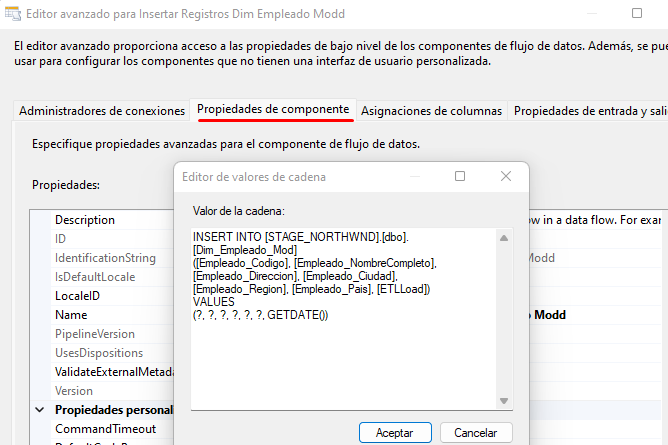 Editor avanzado para Insertar Registros Dim Empleado Modd
El editor avanzado proporciona acceso a las propiedades de bajo nivel de los componentes de flujo de datos. Además, se pue
usar para configurar los componentes que no tienen una interfaz de usuario personalizada.
Administradores de conexiones
Propiedades de componente
Asignaciones de columnas
Propiedades de entrada y sali
Especifique propiedades avanzadas para el componente de flujo de datos.
Propiedades:
Editor de valores de cadena
Valor de la cadena:
INSERT INTO [STAGE_NORTHWND].[dbo].
[Dim_Empleado_Mod]
([Empleado_Codigo], [Empleado_NombreCompleto],
[Empleado_Direccion], [Empleado_Ciudad],
[Empleado_Region], [Empleado_Pais], [ETLLoad])
VALUES
(?, ?, ?, ?, ?, ?, GETDATE())
Aceptar
Cancelar
Description
ow in a data flow. For exar
ID
IdentificationString
Modd
IsDefaultLocale
LocaleID
Name
o Modd
PipelineVersion
UsesDispositions
ValidateExternalMetada
Version
Propiedades personal
CommandTimeout